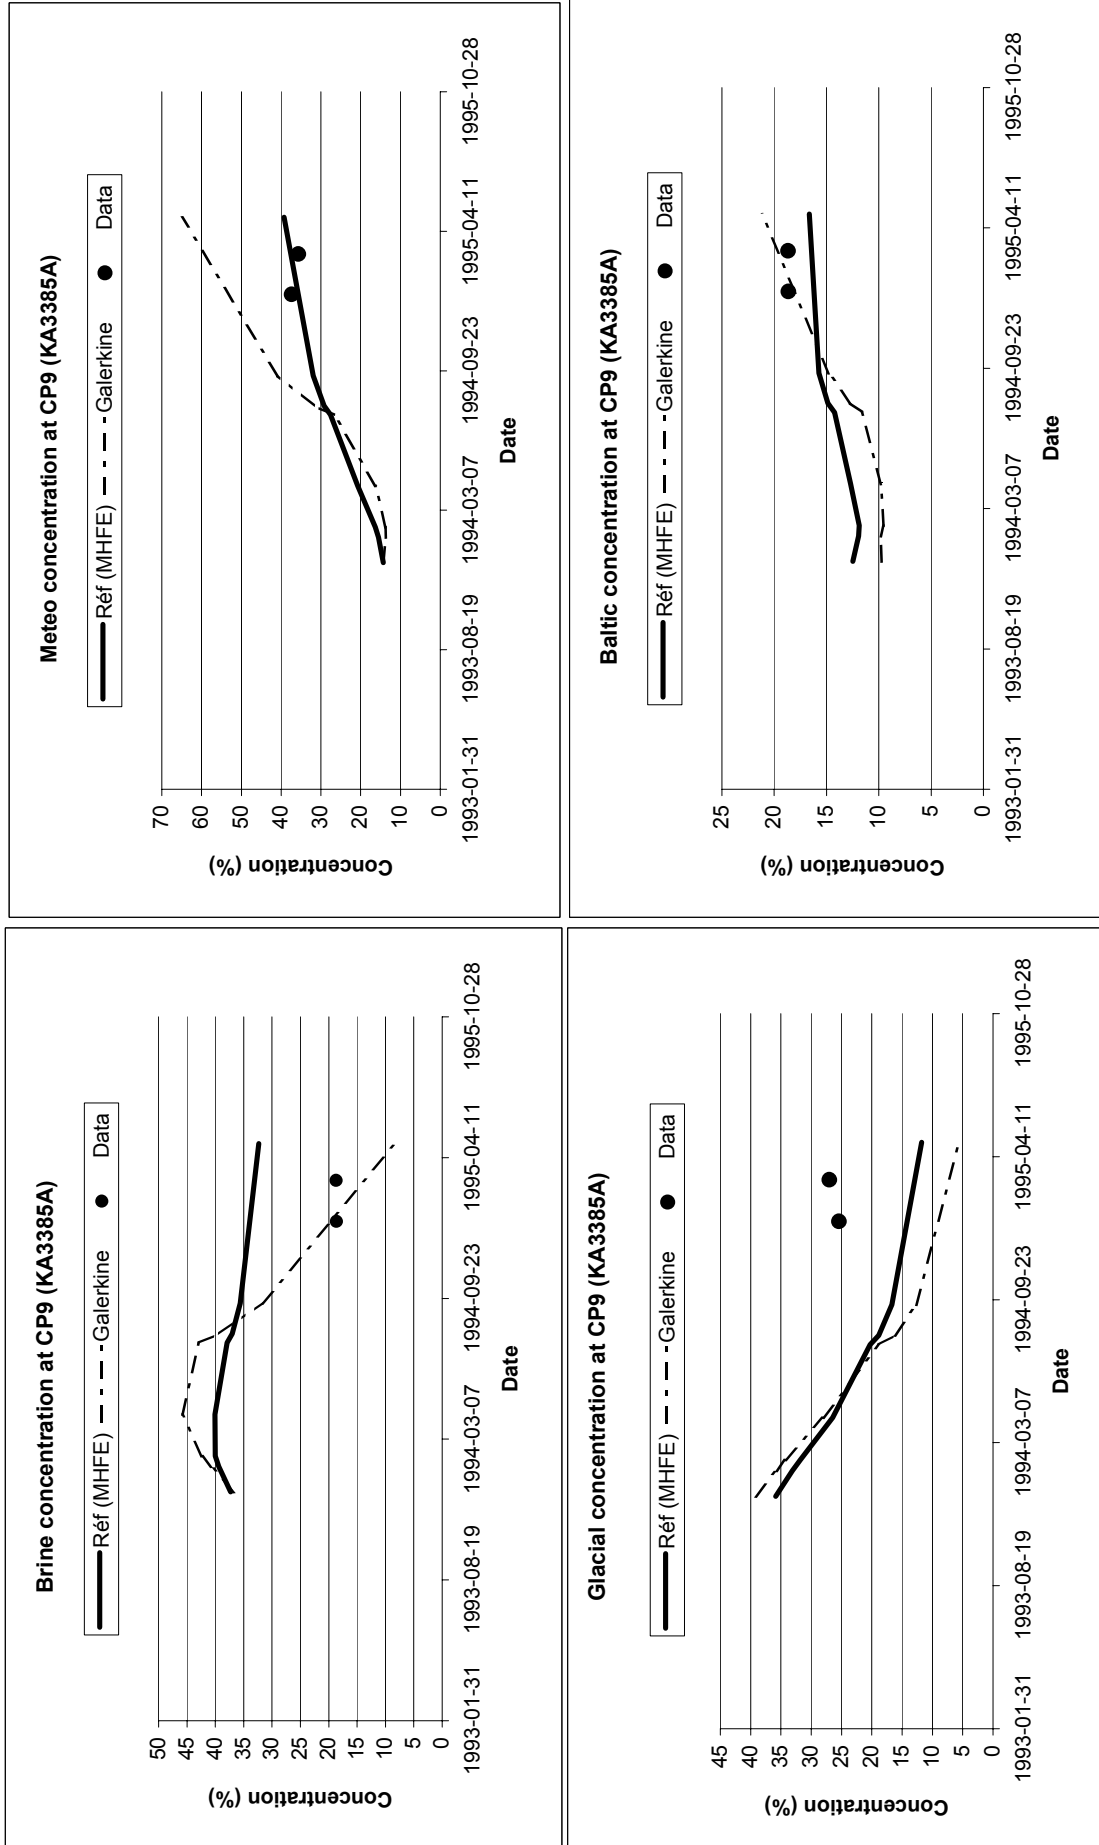 Brine concentration at CP9 (KA3385A)
Réf (MHFE) Galerkine Data
50
45
40
35
30
25
20
15
10
5
0
Concentration (%)
1993-01-31 1993-08-19 1994-03-07 1994-09-23 1995-04-11 1995-10-28
Date
Meteo concentration at CP9 (KA3385A)
Réf (MHFE) Galerkine Data
70
60
50
40
30
20
10
0
Concentration (%)
1993-01-31 1993-08-19 1994-03-07 1994-09-23 1995-04-11 1995-10-28
Date
Glacial concentration at CP9 (KA3385A)
Réf (MHFE) Galerkine Data
45
40
35
30
25
20
15
10
5
0
Concentration (%)
1993-01-31 1993-08-19 1994-03-07 1994-09-23 1995-04-11 1995-10-28
Date
Baltic concentration at CP9 (KA3385A)
Réf (MHFE) Galerkine Data
25
20
15
10
5
0
Concentration (%)
1993-01-31 1993-08-19 1994-03-07 1994-09-23 1995-04-11 1995-10-28
Date